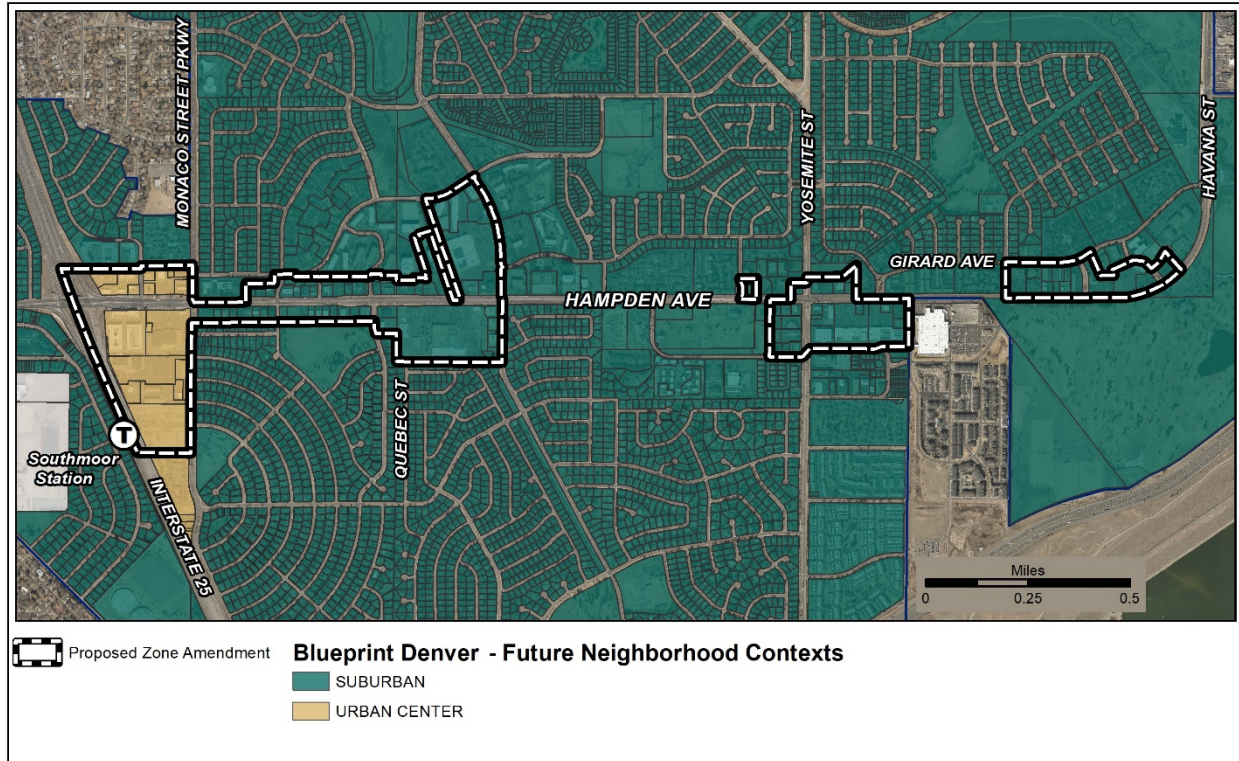 MONACO STREET PKWY
YOSEMITE ST
HAVANA ST
GIRARD AVE
HAMPDEN AVE
QUEBEC ST
T
Southmoor
Station
INTERSTATE 25
Miles
0 0.25 0.5
Proposed Zone Amendment
Blueprint Denver - Future Neighborhood Contexts
SUBURBAN
URBAN CENTER